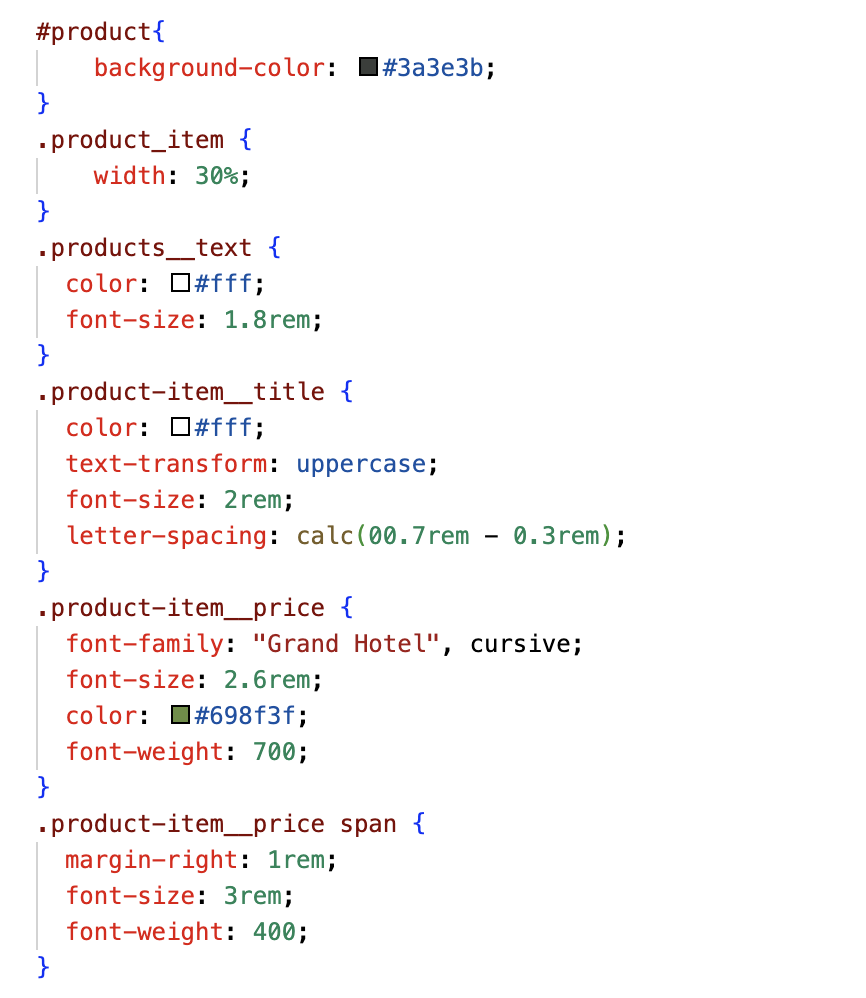 #product{
    background-color: #3a3e3b;
}
.product_item {
    width: 30%;
}
.products__text {
  color: #fff;
  font-size: 1.8rem;
}
.product-item__title {
  color: #fff;
  text-transform: uppercase;
  font-size: 2rem;
  letter-spacing: calc(00.7rem - 0.3rem);
}
.product-item__price {
  font-family: "Grand Hotel", cursive;
  font-size: 2.6rem;
  color: #698f3f;
  font-weight: 700;
}
.product-item__price span {
  margin-right: 1rem;
  font-size: 3rem;
  font-weight: 400;
}